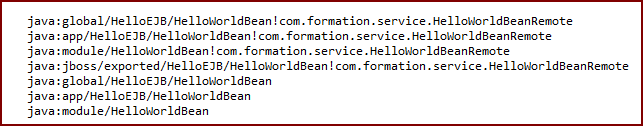 java:global/HelloEJB/HelloWorldBean!com.formation.service.HelloWorldBeanRemote
java:app/HelloEJB/HelloWorldBean!com.formation.service.HelloWorldBeanRemote
java:module/HelloWorldBean!com.formation.service.HelloWorldBeanRemote
java:jboss/exported/HelloEJB/HelloWorldBean!com.formation.service.HelloWorldBeanRemote
java:global/HelloEJB/HelloWorldBean
java:app/HelloEJB/HelloWorldBean
java:module/HelloWorldBean